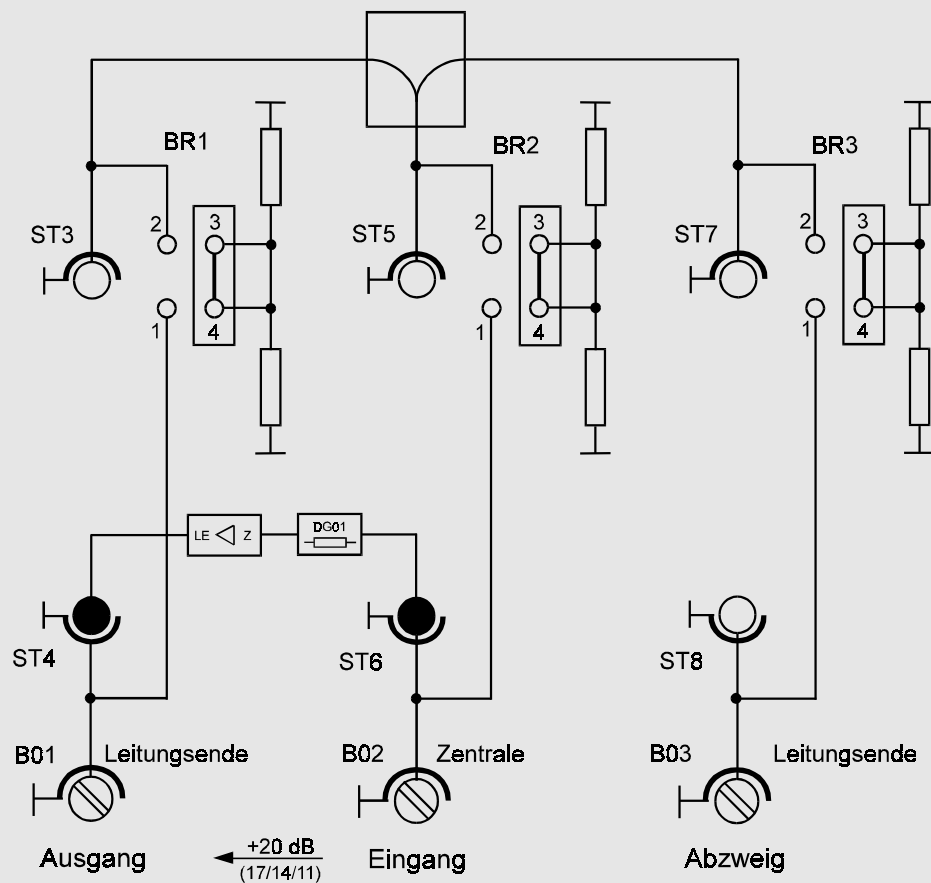 BR1
BR2
BR3
ST3
2
3
ST5
2
3
ST7
2
3
1
4
1
4
1
4
LE
Z
DG01
ST4
ST6
ST8
B01
Leitungsende
B02
Zentrale
B03
Leitungsende
Ausgang
+20 dB
(17/14/11)
Eingang
Abzweig